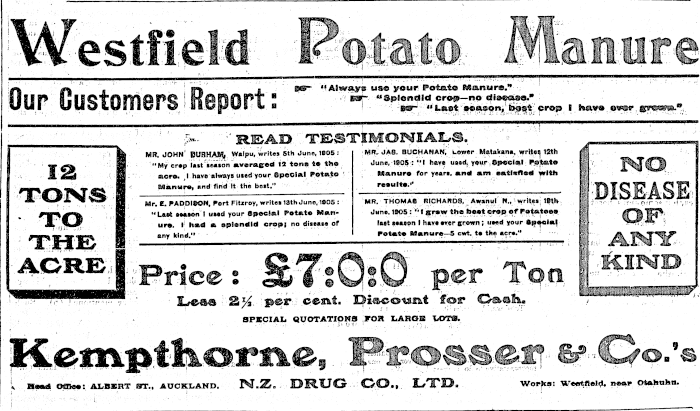 Westfield Potato Manure
Our Customers Report:
"Always use your Potato Manure."
"Splendid crop—no disease."
"Last season, best crop I have ever grown."
READ TESTIMONIALS.
12
TONS
TO
THE
ACRE
MR. JOHN DURHAM, Waipu, writes 5th June, 1905:
"My crop last season averaged 12 tons to the
acre. I have always used your Special Potato
Manure, and find it the best."
Mr. E. PADDISON, Port Fitzroy, writes 13th June, 1905:
"Last season I used your Special Potato Man-
ure. I had a splendid crop; no disease of
any kind."
MR. JAS. BUCHANAN, Lower Matakana, writes 12th
June, 1905: "I have used your Special Potato
Manure for years, and am satisfied with
results."
MR. THOMAS RICHARDS, Awanui N., writes 18th
June, 1905: "I grew the best crop of Potatoes
last season I have ever grown; used your Special
Potato Manure—5 cwt. to the acre."
NO
DISEASE
OF
ANY
KIND
Price: £7:0:0 per Ton
Less 2½ per cent. Discount for Cash.
SPECIAL QUOTATIONS FOR LARGE LOTS.
Kempthorne, Prosser & Co.'s
Head Office: ALBERT ST., AUCKLAND. N.Z. DRUG CO., LTD. Works: Westfield, near Otahuhu.